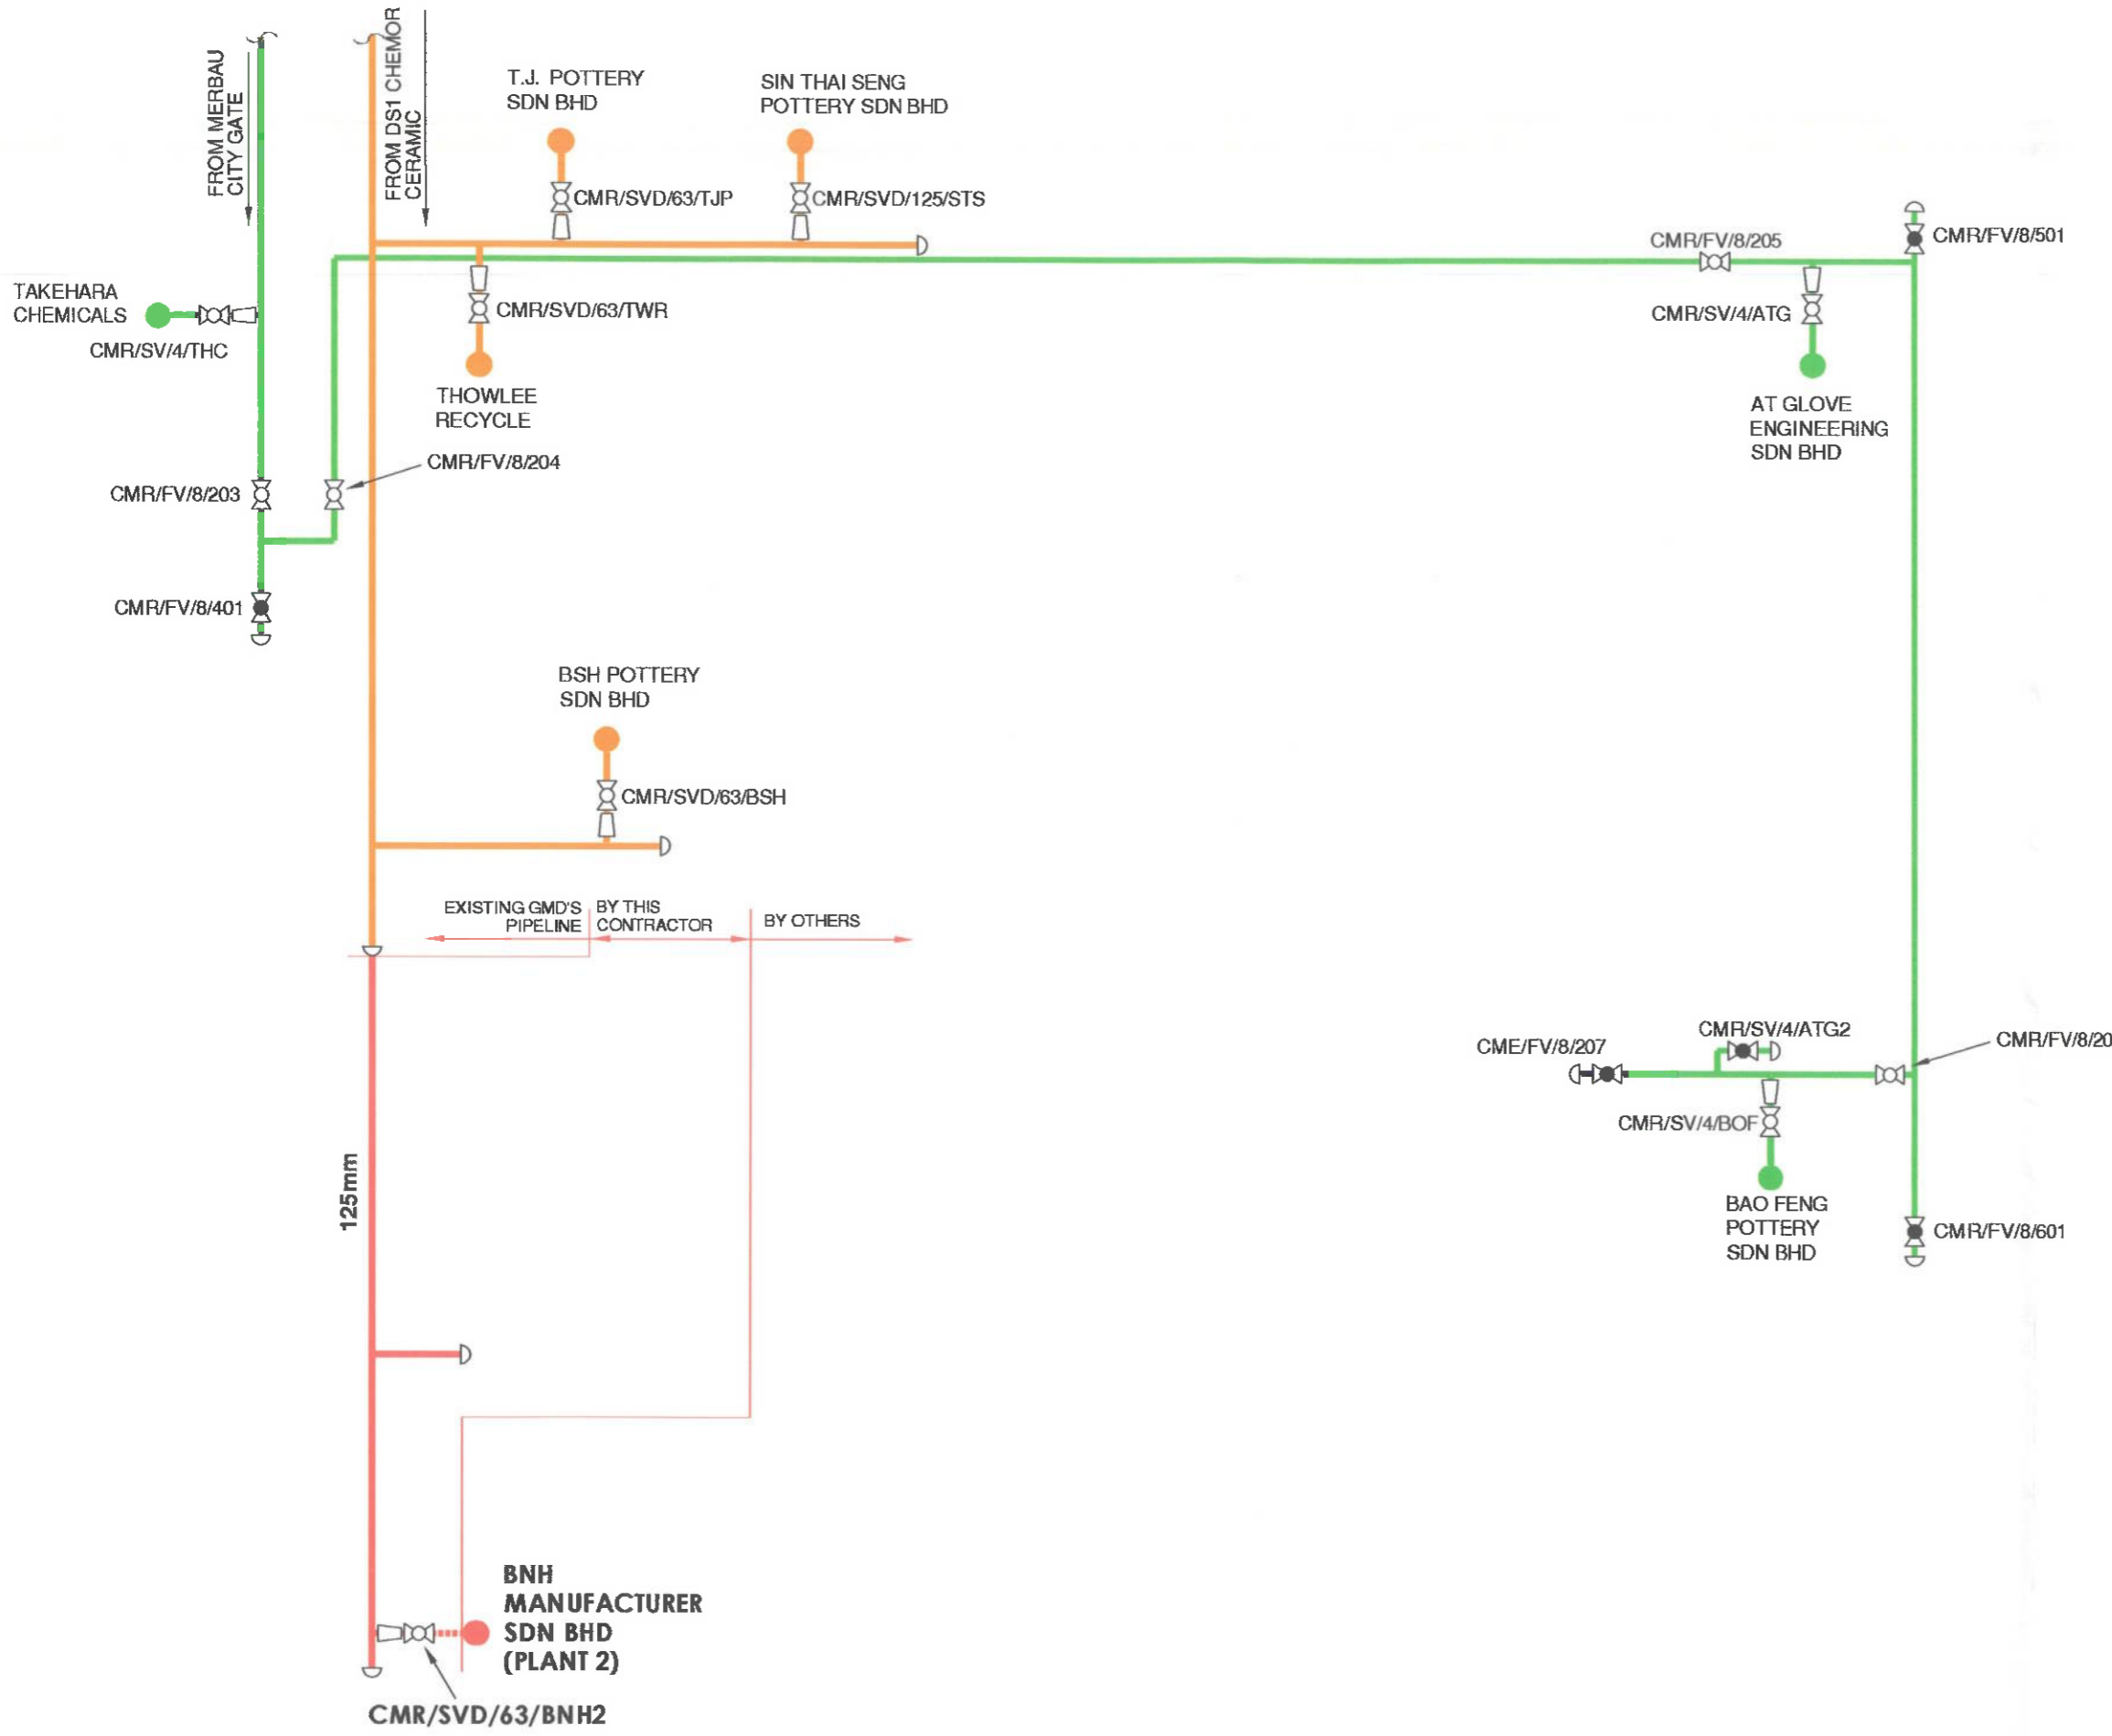 FROM MERBAU
CITY GATE
FROM DS1 CHEMOR
CERAMIC
T.J. POTTERY
SDN BHD
SIN THAI SENG
POTTERY SDN BHD
CMR/SVD/63/TJP
CMR/SVD/125/STS
CMR/FV/8/205
CMR/FV/8/501
TAKEHARA
CHEMICALS
CMR/SV/4/THC
CMR/SVD/63/TWR
CMR/SV/4/ATG
THOWLEE
RECYCLE
AT GLOVE
ENGINEERING
SDN BHD
CMR/FV/8/204
CMR/FV/8/203
CMR/FV/8/401
BSH POTTERY
SDN BHD
CMR/SVD/63/BSH
EXISTING GMD'S
PIPELINE
BY THIS
CONTRACTOR
BY OTHERS
CMR/SV/4/ATG2
CME/FV/8/207
CMR/FV/8/20
CMR/SV/4/BOF
BAO FENG
POTTERY
SDN BHD
CMR/FV/8/601
125mm
BNH
MANUFACTURER
SDN BHD
(PLANT 2)
CMR/SVD/63/BNH2